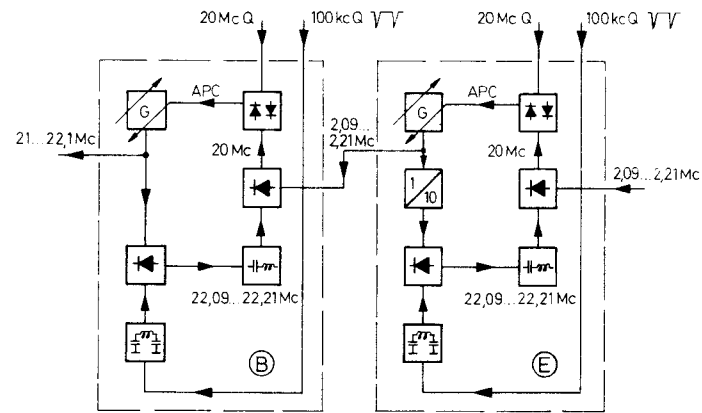 20 Mc Q
100 kc Q
20 Mc Q
100 kc Q
G
APC
G
APC
21...22,1 Mc
2,09...
2,21 Mc
20 Mc
20 Mc
1
10
2,09...2,21 Mc
22,09...22,21 Mc
22,09...22,21 Mc
B
E